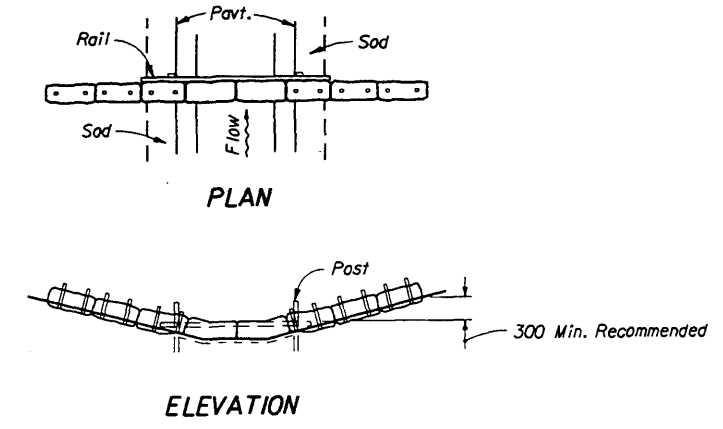 Pavt.
Rail
Sod
Sod
Flow
PLAN
Post
300 Min. Recommended
ELEVATION